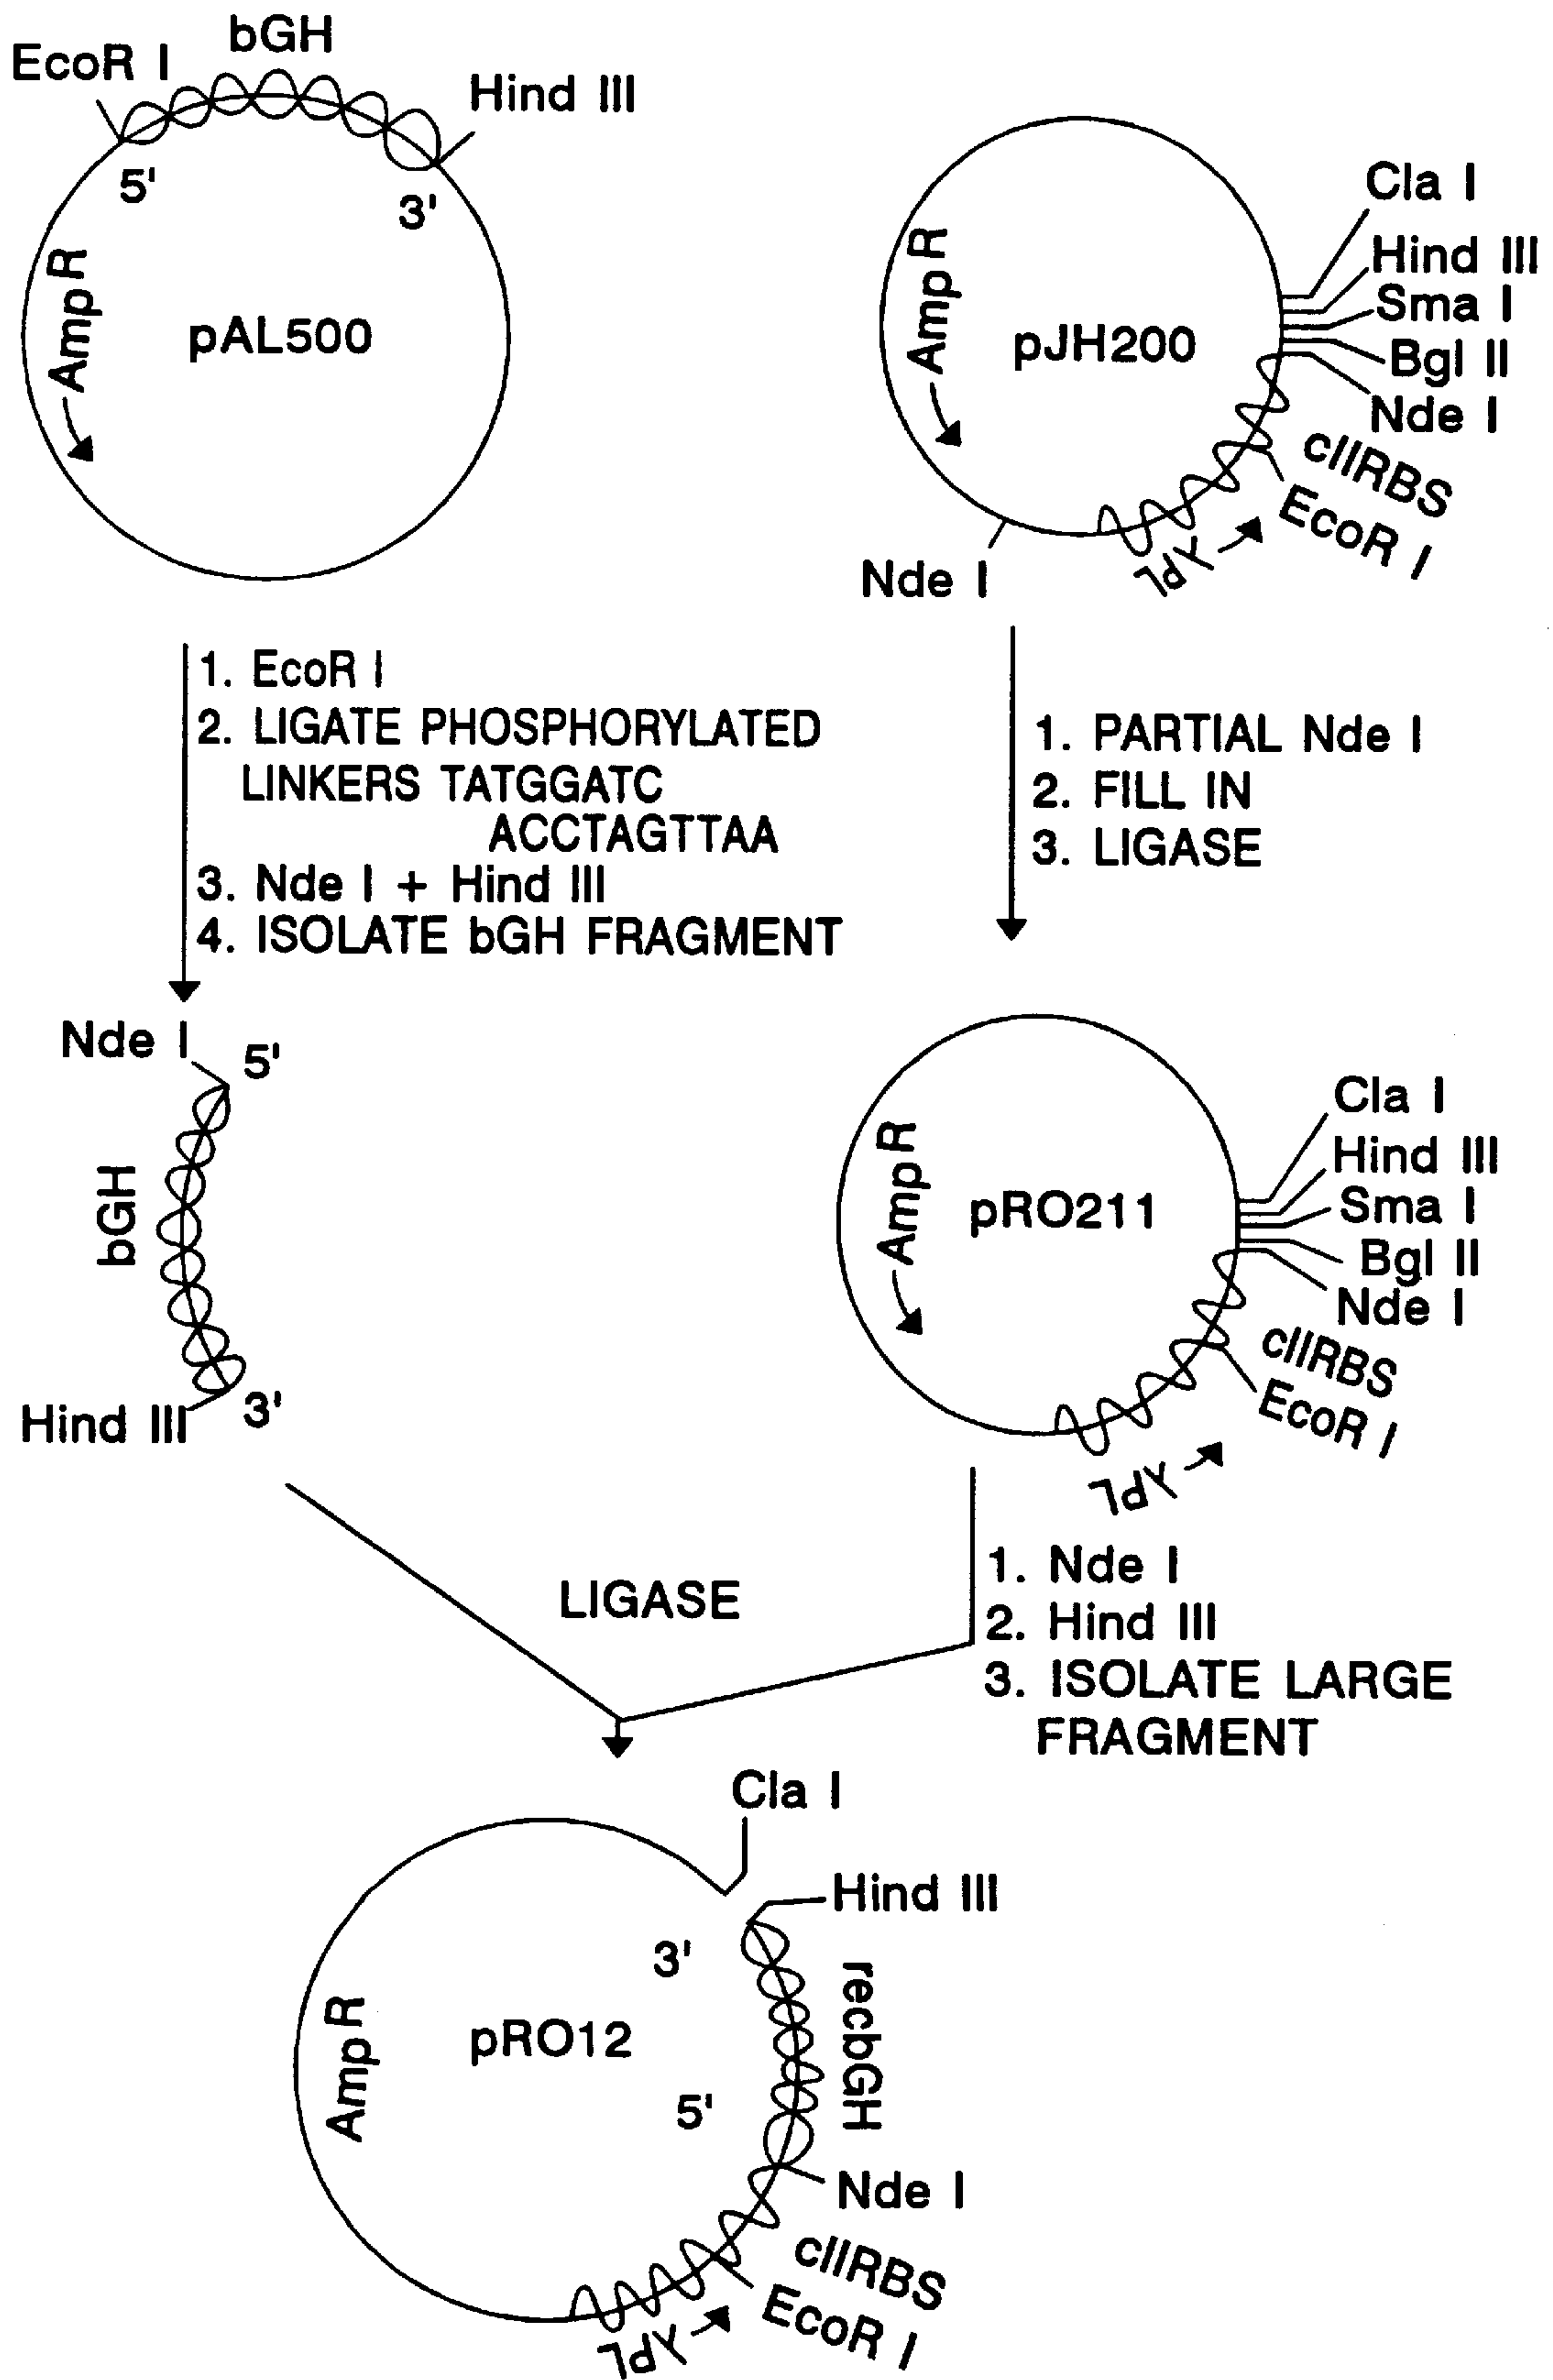 bGH
EcoR I
Hind III
5'
3'
Amp R
pAL500
Cla I
Hind III
Sma I
Bgl II
Nde I
Amp R
pJH200
cIIRBS
EcoR I
λPL
Nde I
1. EcoR I
2. LIGATE PHOSPHORYLATED
LINKERS TATGGATC
ACCTAGTTAA
3. Nde I + Hind III
4. ISOLATE bGH FRAGMENT
1. PARTIAL Nde I
2. FILL IN
3. LIGASE
Nde I
5'
bGH
Hind III
3'
Cla I
Hind III
Sma I
Bgl II
Nde I
Amp R
pRO211
cIIRBS
EcoR I
λPL
LIGASE
1. Nde I
2. Hind III
3. ISOLATE LARGE
FRAGMENT
Cla I
Hind III
3'
recbGH
Amp R
pRO12
5'
Nde I
cIIRBS
EcoR I
λPL